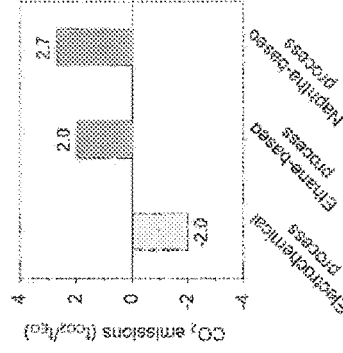 CO₂ emissions (t_CO2/t_EO)
4
2
0
-2
-4
-2.0
2.0
2.7
Electrochemical
process
Ethane-based
process
Naphtha-based
process